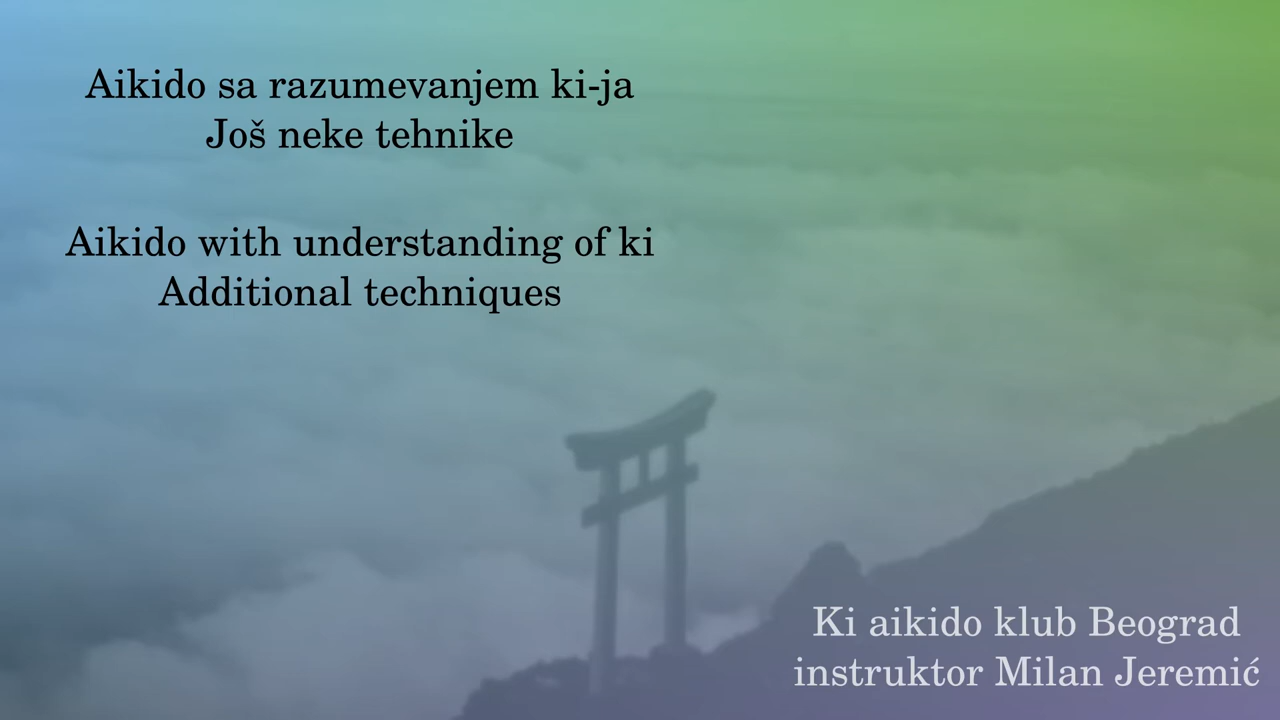 Aikido sa razumevanjem ki-ja
Još neke tehnike
Aikido with understanding of ki
Additional techniques
Ki aikido klub Beograd
instruktor Milan Jeremić